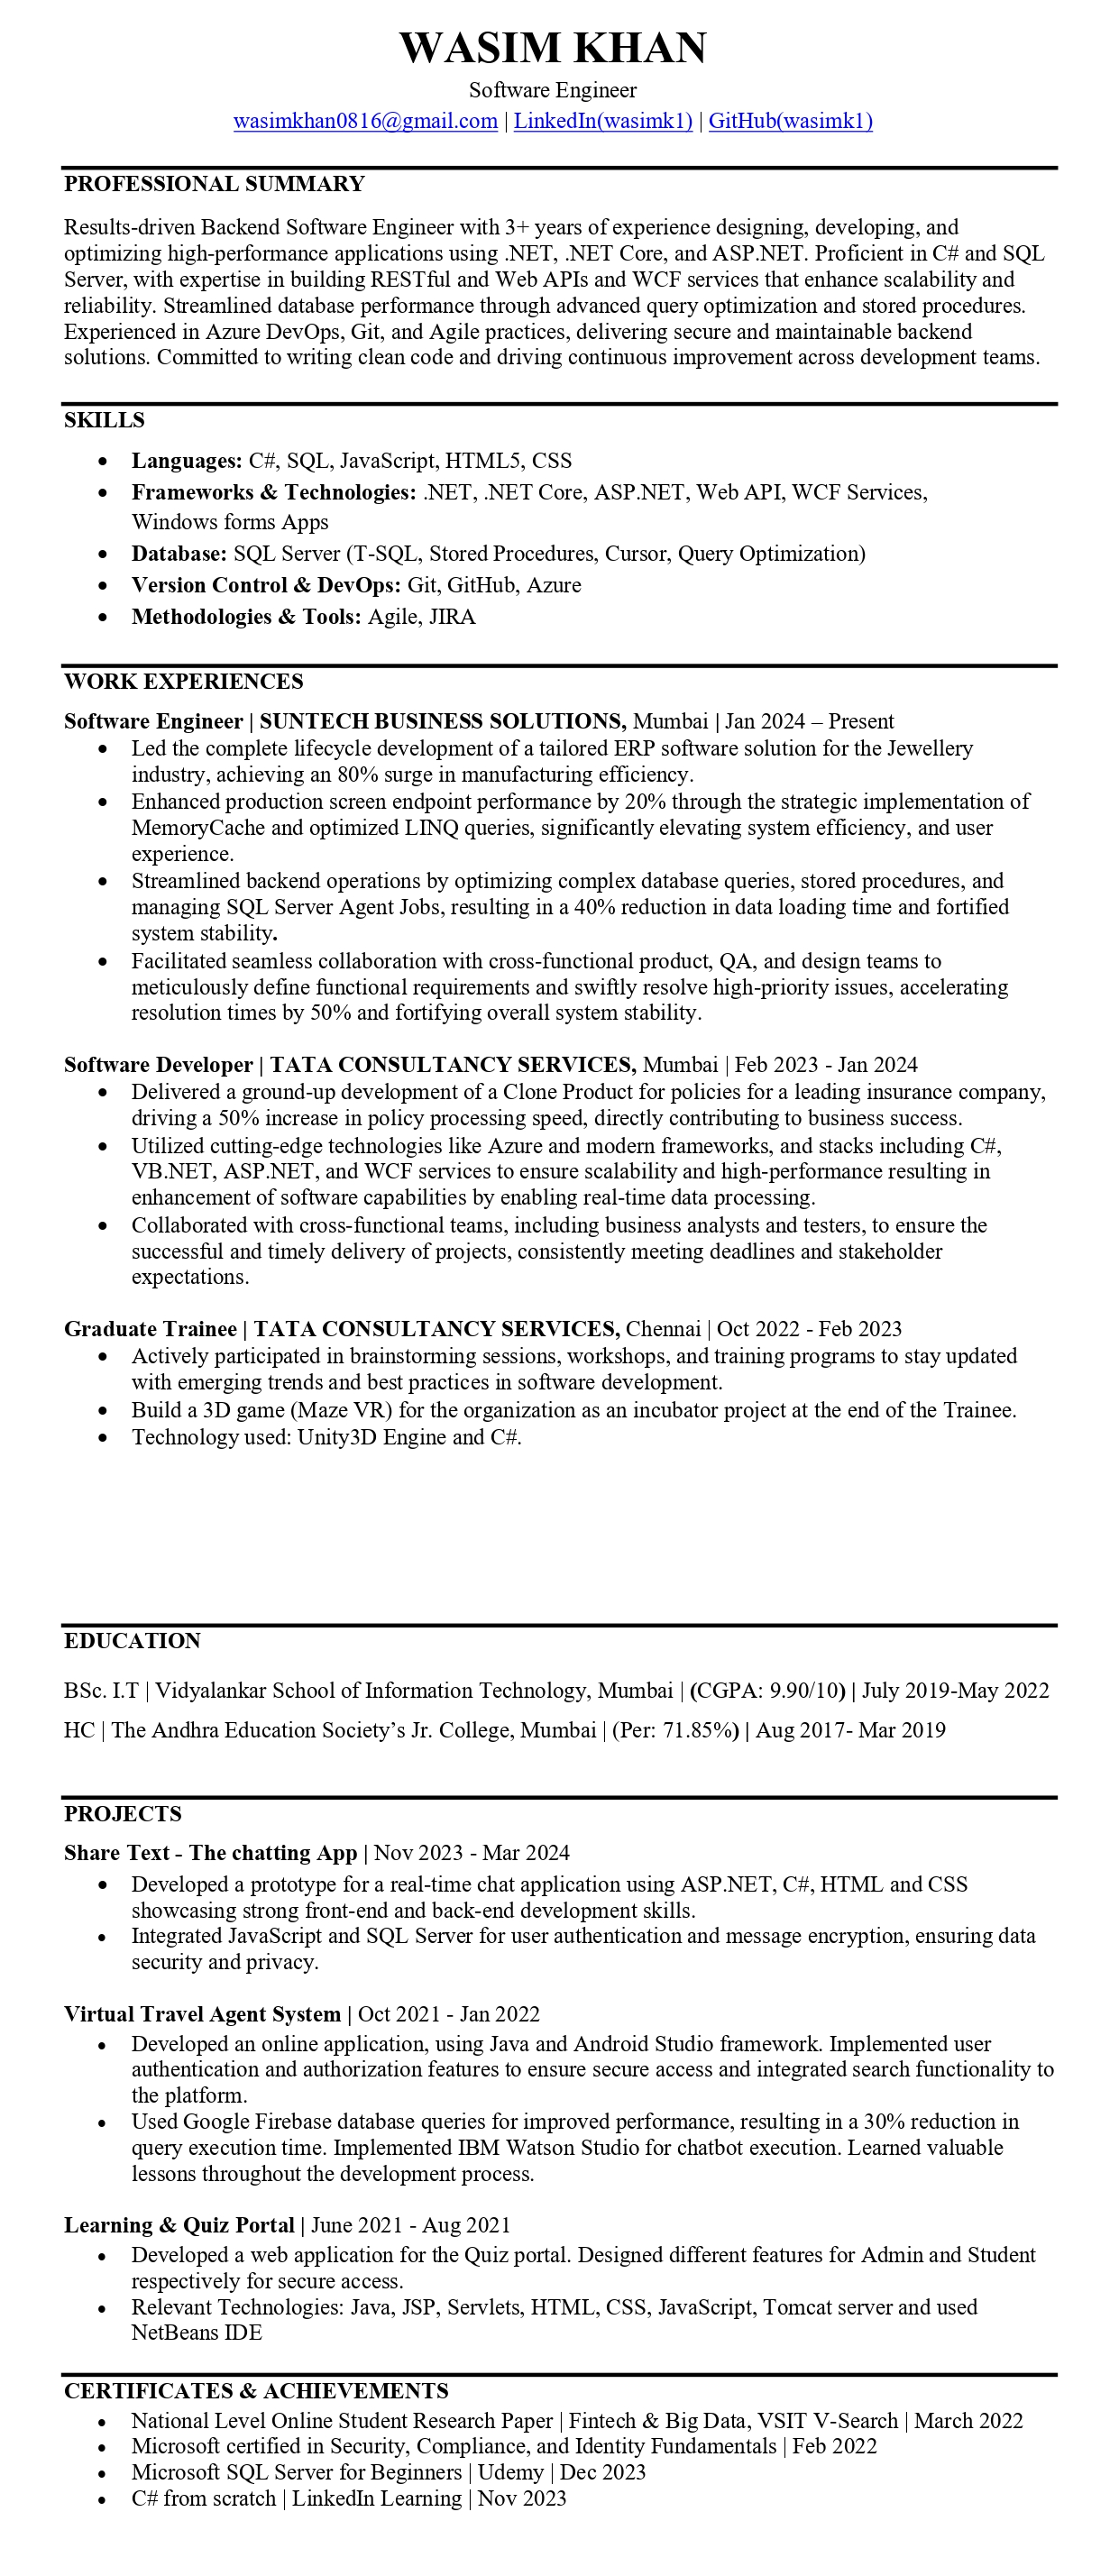 WASIM KHAN
Software Engineer
wasimkhan0816@gmail.com | LinkedIn(wasimk1) | GitHub(wasimk1)
PROFESSIONAL SUMMARY
Results-driven Backend Software Engineer with 3+ years of experience designing, developing, and
optimizing high-performance applications using .NET, .NET Core, and ASP.NET. Proficient in C# and SQL
Server, with expertise in building RESTful and Web APIs and WCF services that enhance scalability and
reliability. Streamlined database performance through advanced query optimization and stored procedures.
Experienced in Azure DevOps, Git, and Agile practices, delivering secure and maintainable backend
solutions. Committed to writing clean code and driving continuous improvement across development teams.
SKILLS
• Languages: C#, SQL, JavaScript, HTML5, CSS
• Frameworks & Technologies: .NET, .NET Core, ASP.NET, Web API, WCF Services,
Windows forms Apps
• Database: SQL Server (T-SQL, Stored Procedures, Cursor, Query Optimization)
• Version Control & DevOps: Git, GitHub, Azure
• Methodologies & Tools: Agile, JIRA
WORK EXPERIENCES
Software Engineer | SUNTECH BUSINESS SOLUTIONS, Mumbai | Jan 2024 – Present
• Led the complete lifecycle development of a tailored ERP software solution for the Jewellery
industry, achieving an 80% surge in manufacturing efficiency.
• Enhanced production screen endpoint performance by 20% through the strategic implementation of
MemoryCache and optimized LINQ queries, significantly elevating system efficiency, and user
experience.
• Streamlined backend operations by optimizing complex database queries, stored procedures, and
managing SQL Server Agent Jobs, resulting in a 40% reduction in data loading time and fortified
system stability.
• Facilitated seamless collaboration with cross-functional product, QA, and design teams to
meticulously define functional requirements and swiftly resolve high-priority issues, accelerating
resolution times by 50% and fortifying overall system stability.
Software Developer | TATA CONSULTANCY SERVICES, Mumbai | Feb 2023 - Jan 2024
• Delivered a ground-up development of a Clone Product for policies for a leading insurance company,
driving a 50% increase in policy processing speed, directly contributing to business success.
• Utilized cutting-edge technologies like Azure and modern frameworks, and stacks including C#,
VB.NET, ASP.NET, and WCF services to ensure scalability and high-performance resulting in
enhancement of software capabilities by enabling real-time data processing.
• Collaborated with cross-functional teams, including business analysts and testers, to ensure the
successful and timely delivery of projects, consistently meeting deadlines and stakeholder
expectations.
Graduate Trainee | TATA CONSULTANCY SERVICES, Chennai | Oct 2022 - Feb 2023
• Actively participated in brainstorming sessions, workshops, and training programs to stay updated
with emerging trends and best practices in software development.
• Build a 3D game (Maze VR) for the organization as an incubator project at the end of the Trainee.
• Technology used: Unity3D Engine and C#.
EDUCATION
BSc. I.T | Vidyalankar School of Information Technology, Mumbai | (CGPA: 9.90/10) | July 2019-May 2022
HC | The Andhra Education Society’s Jr. College, Mumbai | (Per: 71.85%) | Aug 2017- Mar 2019
PROJECTS
Share Text - The chatting App | Nov 2023 - Mar 2024
• Developed a prototype for a real-time chat application using ASP.NET, C#, HTML and CSS
showcasing strong front-end and back-end development skills.
• Integrated JavaScript and SQL Server for user authentication and message encryption, ensuring data
security and privacy.
Virtual Travel Agent System | Oct 2021 - Jan 2022
• Developed an online application, using Java and Android Studio framework. Implemented user
authentication and authorization features to ensure secure access and integrated search functionality to
the platform.
• Used Google Firebase database queries for improved performance, resulting in a 30% reduction in
query execution time. Implemented IBM Watson Studio for chatbot execution. Learned valuable
lessons throughout the development process.
Learning & Quiz Portal | June 2021 - Aug 2021
• Developed a web application for the Quiz portal. Designed different features for Admin and Student
respectively for secure access.
• Relevant Technologies: Java, JSP, Servlets, HTML, CSS, JavaScript, Tomcat server and used
NetBeans IDE
CERTIFICATES & ACHIEVEMENTS
• National Level Online Student Research Paper | Fintech & Big Data, VSIT V-Search | March 2022
• Microsoft certified in Security, Compliance, and Identity Fundamentals | Feb 2022
• Microsoft SQL Server for Beginners | Udemy | Dec 2023
• C# from scratch | LinkedIn Learning | Nov 2023